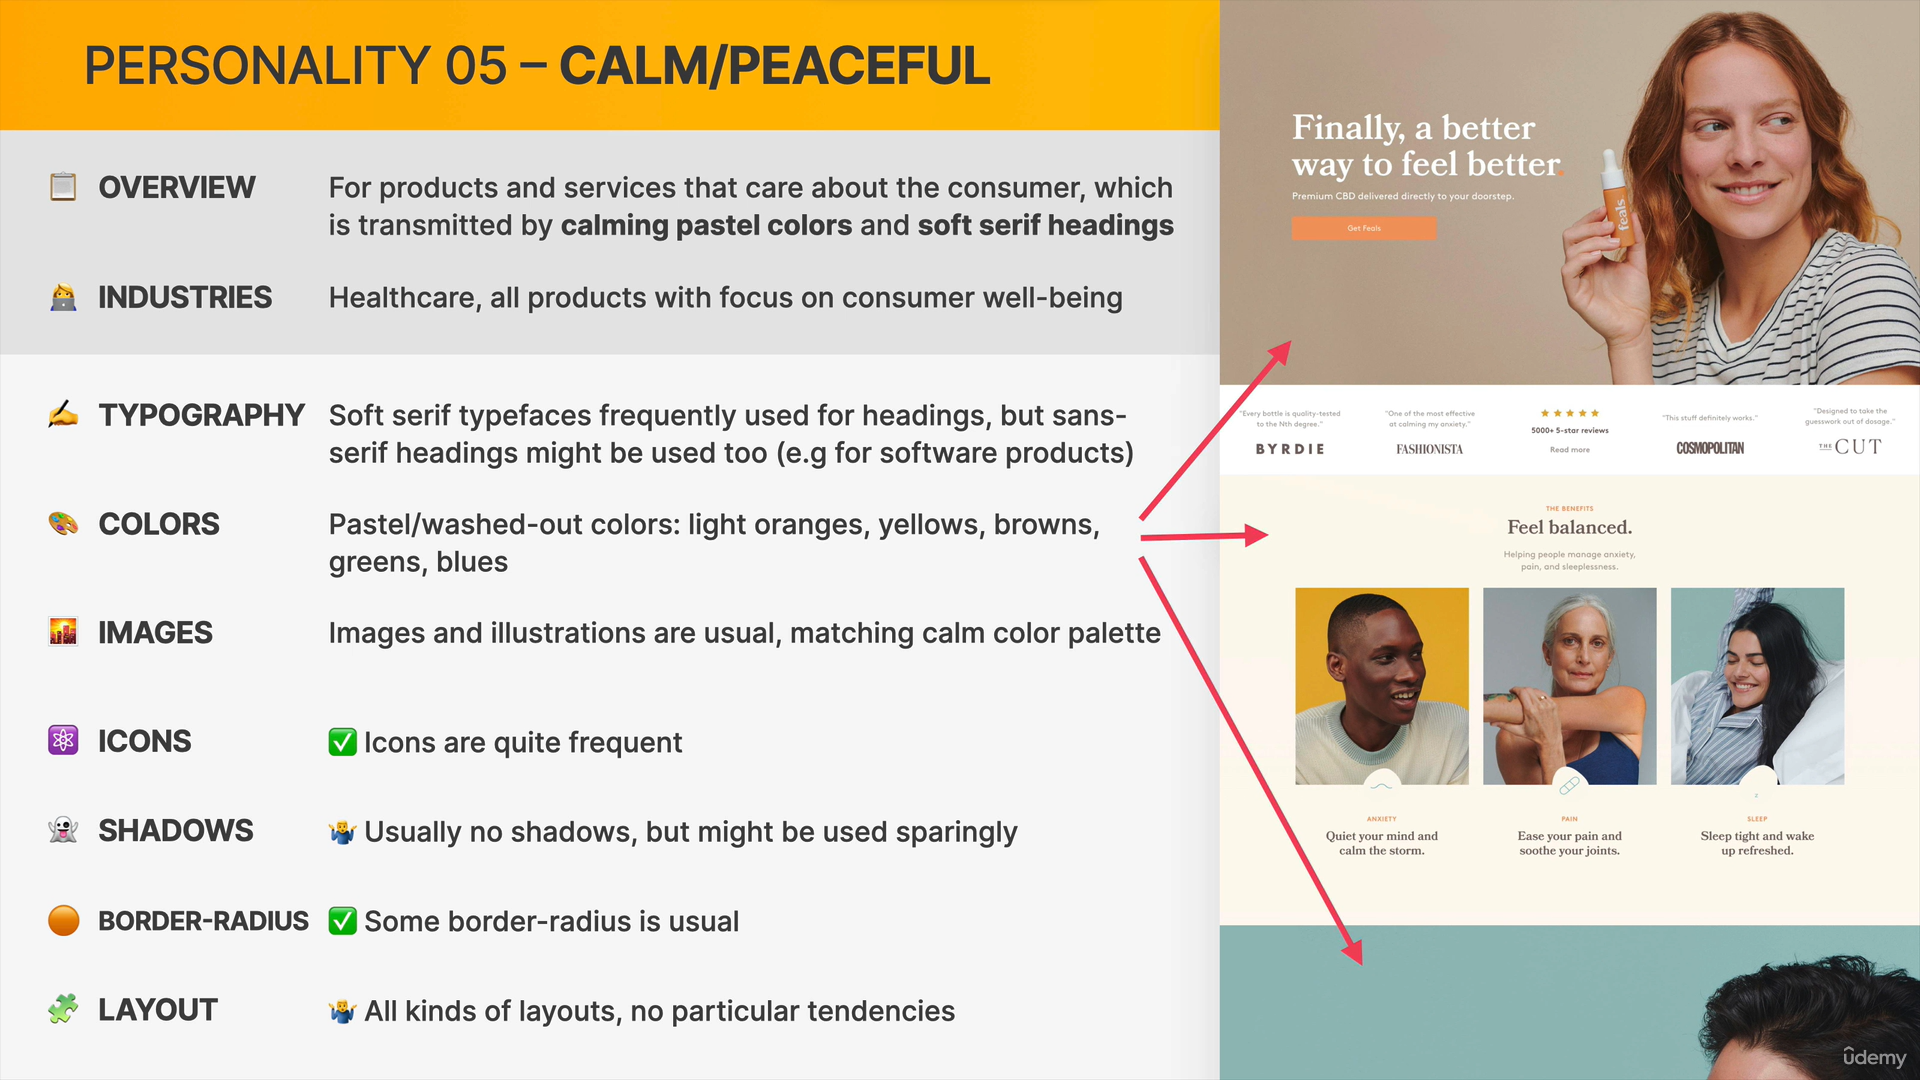 PERSONALITY 05 – CALM/PEACEFUL
OVERVIEW
For products and services that care about the consumer, which
is transmitted by calming pastel colors and soft serif headings
INDUSTRIES
Healthcare, all products with focus on consumer well-being
TYPOGRAPHY
Soft serif typefaces frequently used for headings, but sans-
serif headings might be used too (e.g for software products)
COLORS
Pastel/washed-out colors: light oranges, yellows, browns,
greens, blues
IMAGES
Images and illustrations are usual, matching calm color palette
ICONS
Icons are quite frequent
SHADOWS
Usually no shadows, but might be used sparingly
BORDER-RADIUS
Some border-radius is usual
LAYOUT
All kinds of layouts, no particular tendencies
Finally, a better
way to feel better.
Premium CBD delivered directly to your doorstep.
Get Feals
feals
"Every bottle is quality-tested
to the Nth degree."
BYRDIE
"One of the most effective
at calming my anxiety."
FASHIONISTA
5000+ 5-star reviews
Read more
"This stuff definitely works."
COSMOPOLITAN
"Designed to take the
guesswork out of dosage."
THE CUT
THE BENEFITS
Feel balanced.
Helping people manage anxiety,
pain, and sleeplessness.
ANXIETY
Quiet your mind and
calm the storm.
PAIN
Ease your pain and
soothe your joints.
z
SLEEP
Sleep tight and wake
up refreshed.
udemy